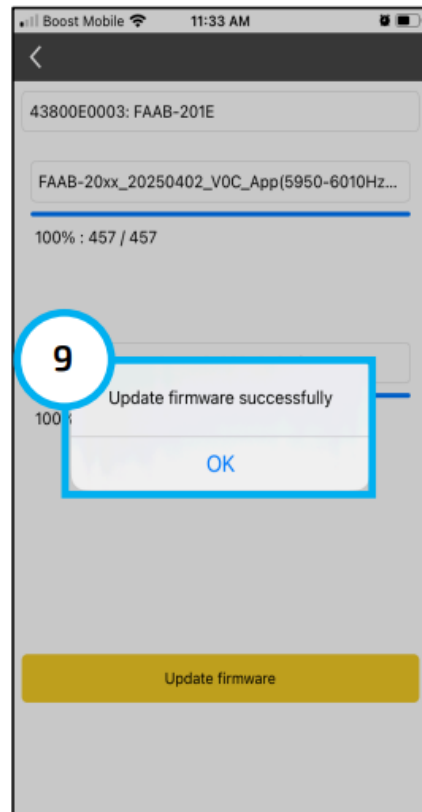 Boost Mobile 11:33 AM
43800E0003: FAAB-201E
FAAB-20xx_20250402_V0C_App(5950-6010Hz...
100% : 457 / 457
9
Update firmware successfully
100%
OK
Update firmware